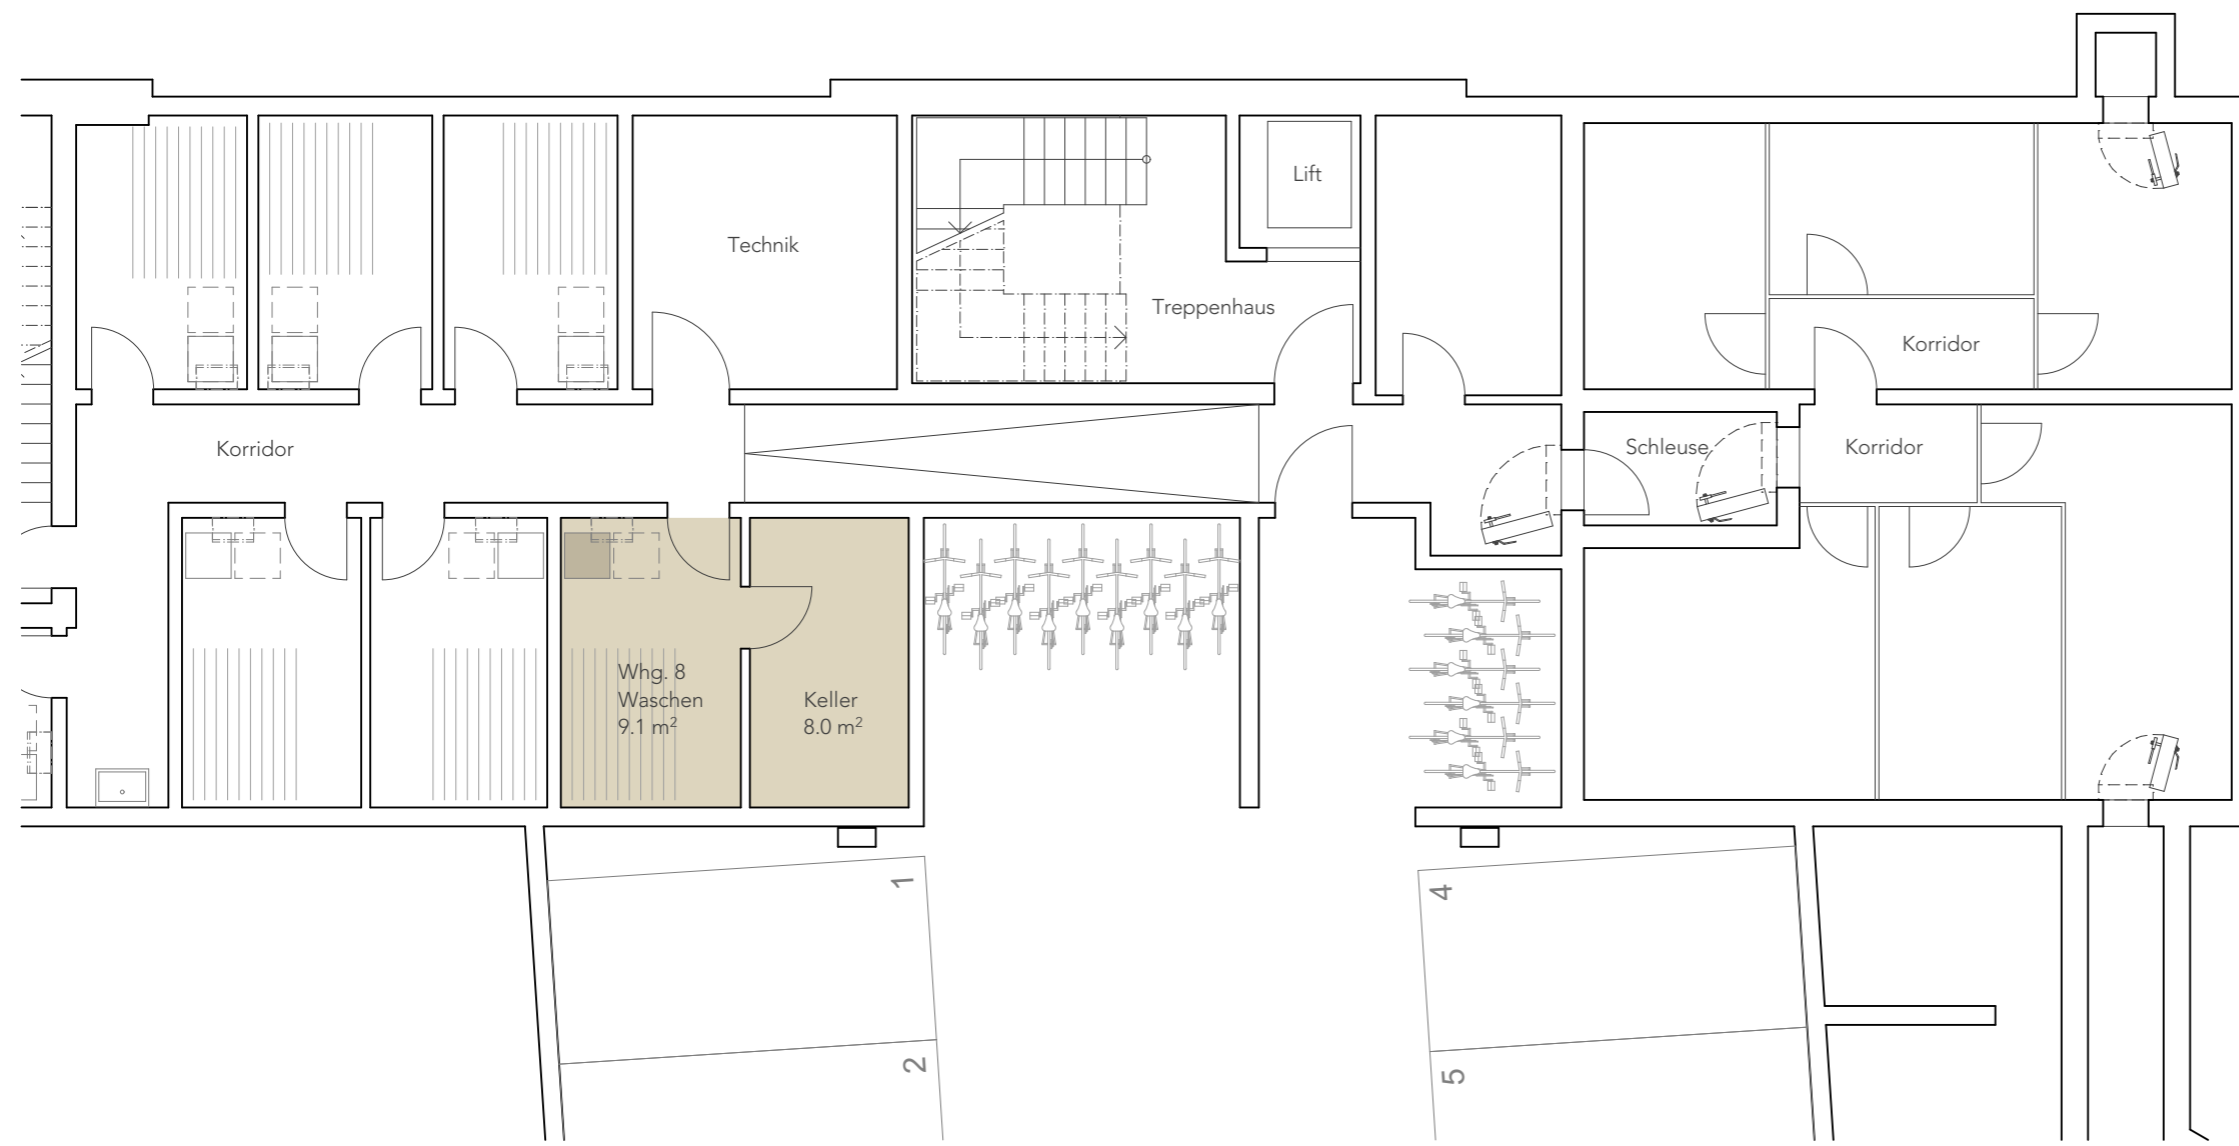 Lift
Technik
Treppenhaus
Korridor
Korridor
Schleuse
Korridor
Whg. 8
Waschen
9.1 m²
Keller
8.0 m²
1
4
2
5